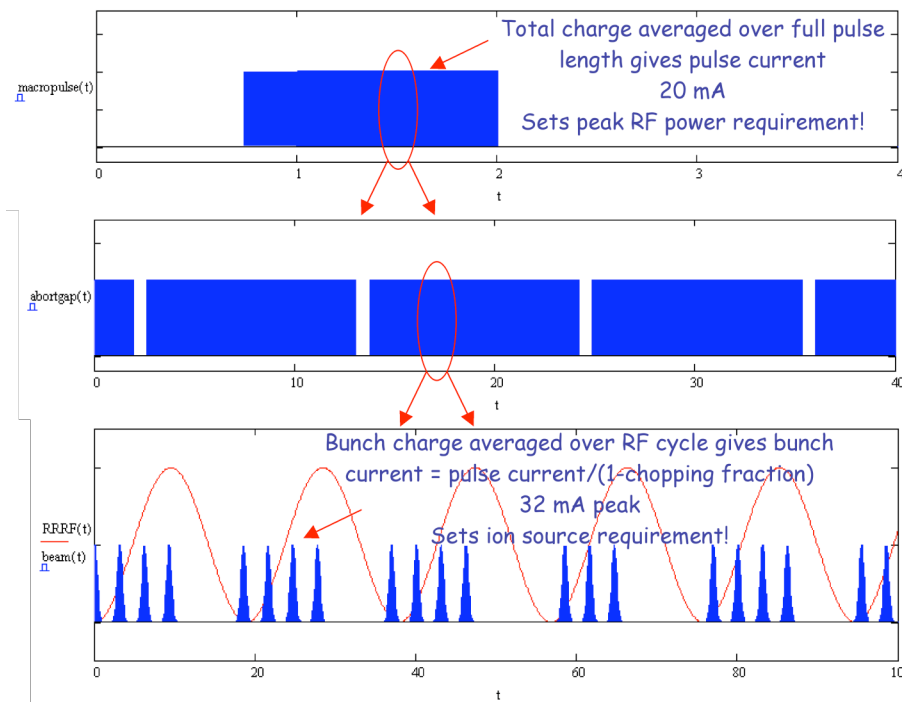 Total charge averaged over full pulse
length gives pulse current
20 mA
Sets peak RF power requirement!
macropulse(t)
0 1 2 3 4
t
abortgap(t)
0 10 20 30 40
t
Bunch charge averaged over RF cycle gives bunch
current = pulse current/(1-chopping fraction)
32 mA peak
Sets ion source requirement!
RRRF(t)
beam(t)
0 20 40 60 80 10
t